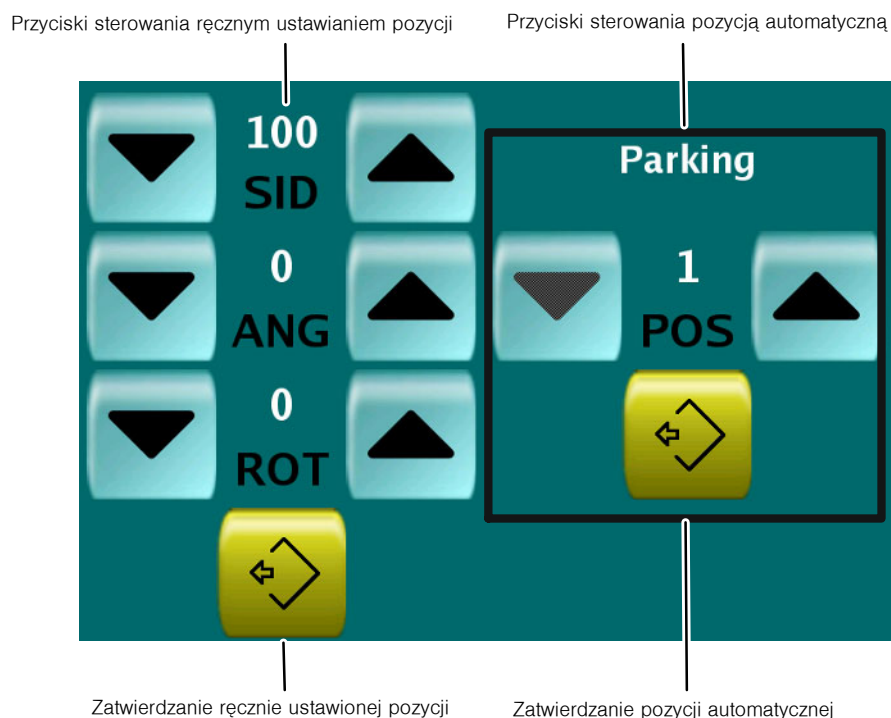 Przyciski sterowania ręcznym ustawianiem pozycji
Przyciski sterowania pozycją automatyczną
100
SID
0
ANG
0
ROT
Parking
1
POS
Zatwierdzanie ręcznie ustawionej pozycji
Zatwierdzanie pozycji automatycznej